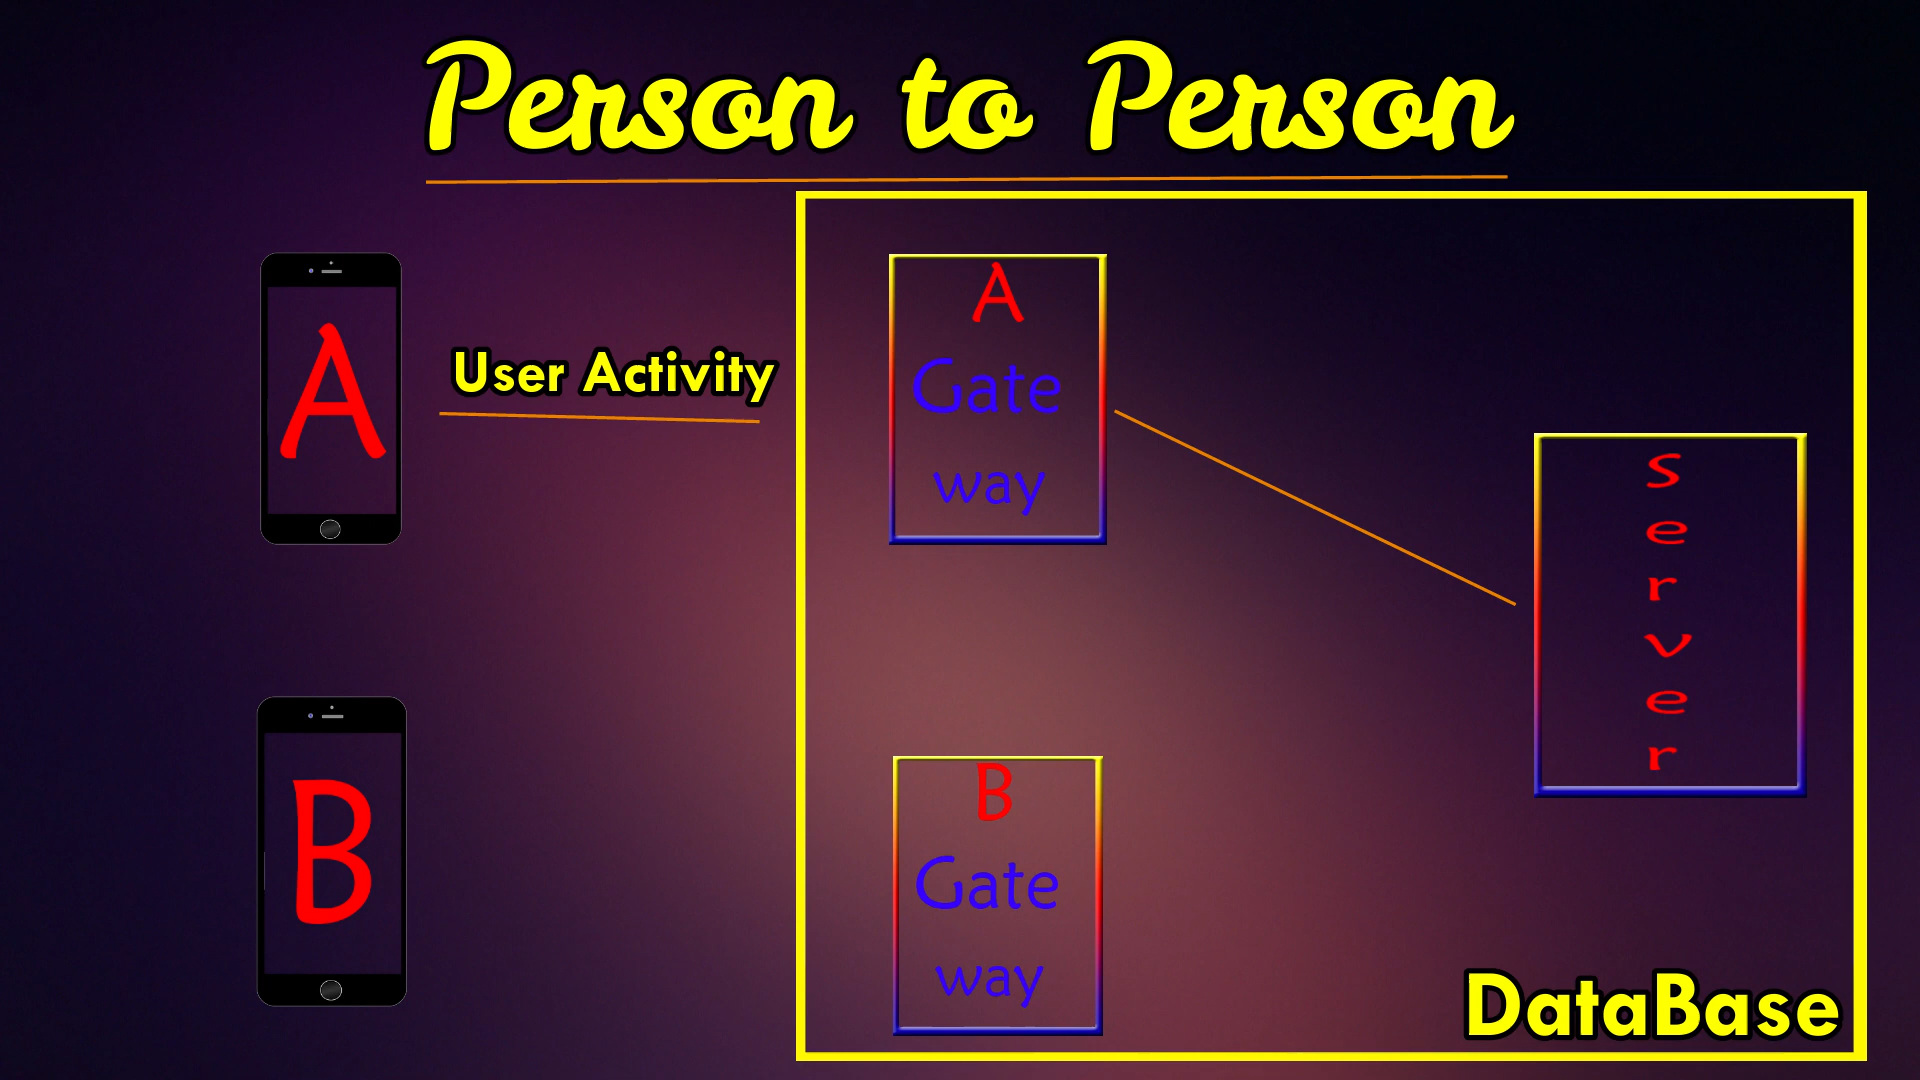 Person to Person
A
User Activity
A
Gate
way
S
e
r
v
e
r
B
B
Gate
way
DataBase